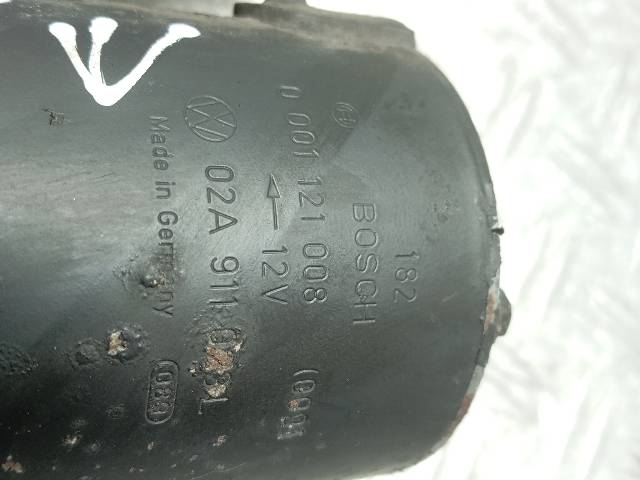 182
BOSCH
0 001 121 008
12V
02A 911
Made in Germany